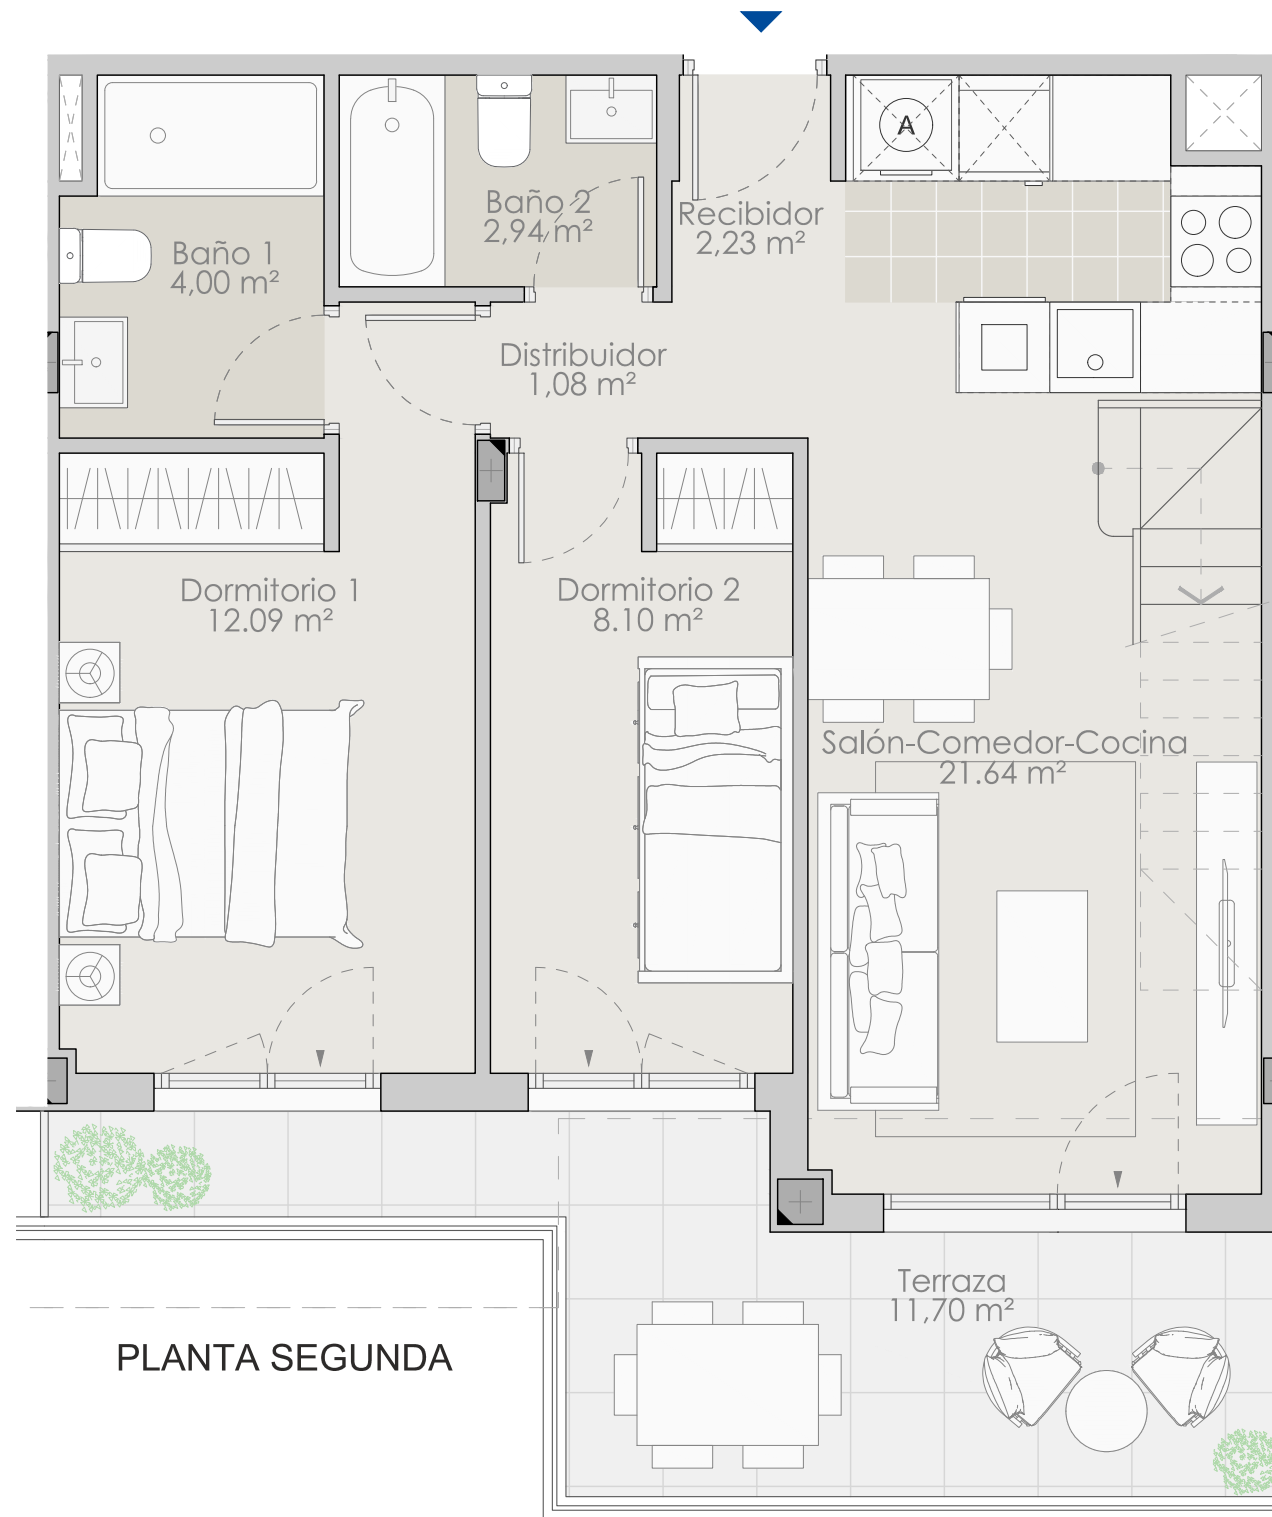 A
Baño 2
2,94 m²
Recibidor
2,23 m²
Baño 1
4,00 m²
Distribuidor
1,08 m²
Dormitorio 1
12.09 m²
Dormitorio 2
8.10 m²
Salón-Comedor-Cocina
21.64 m²
Terraza
11,70 m²
PLANTA SEGUNDA